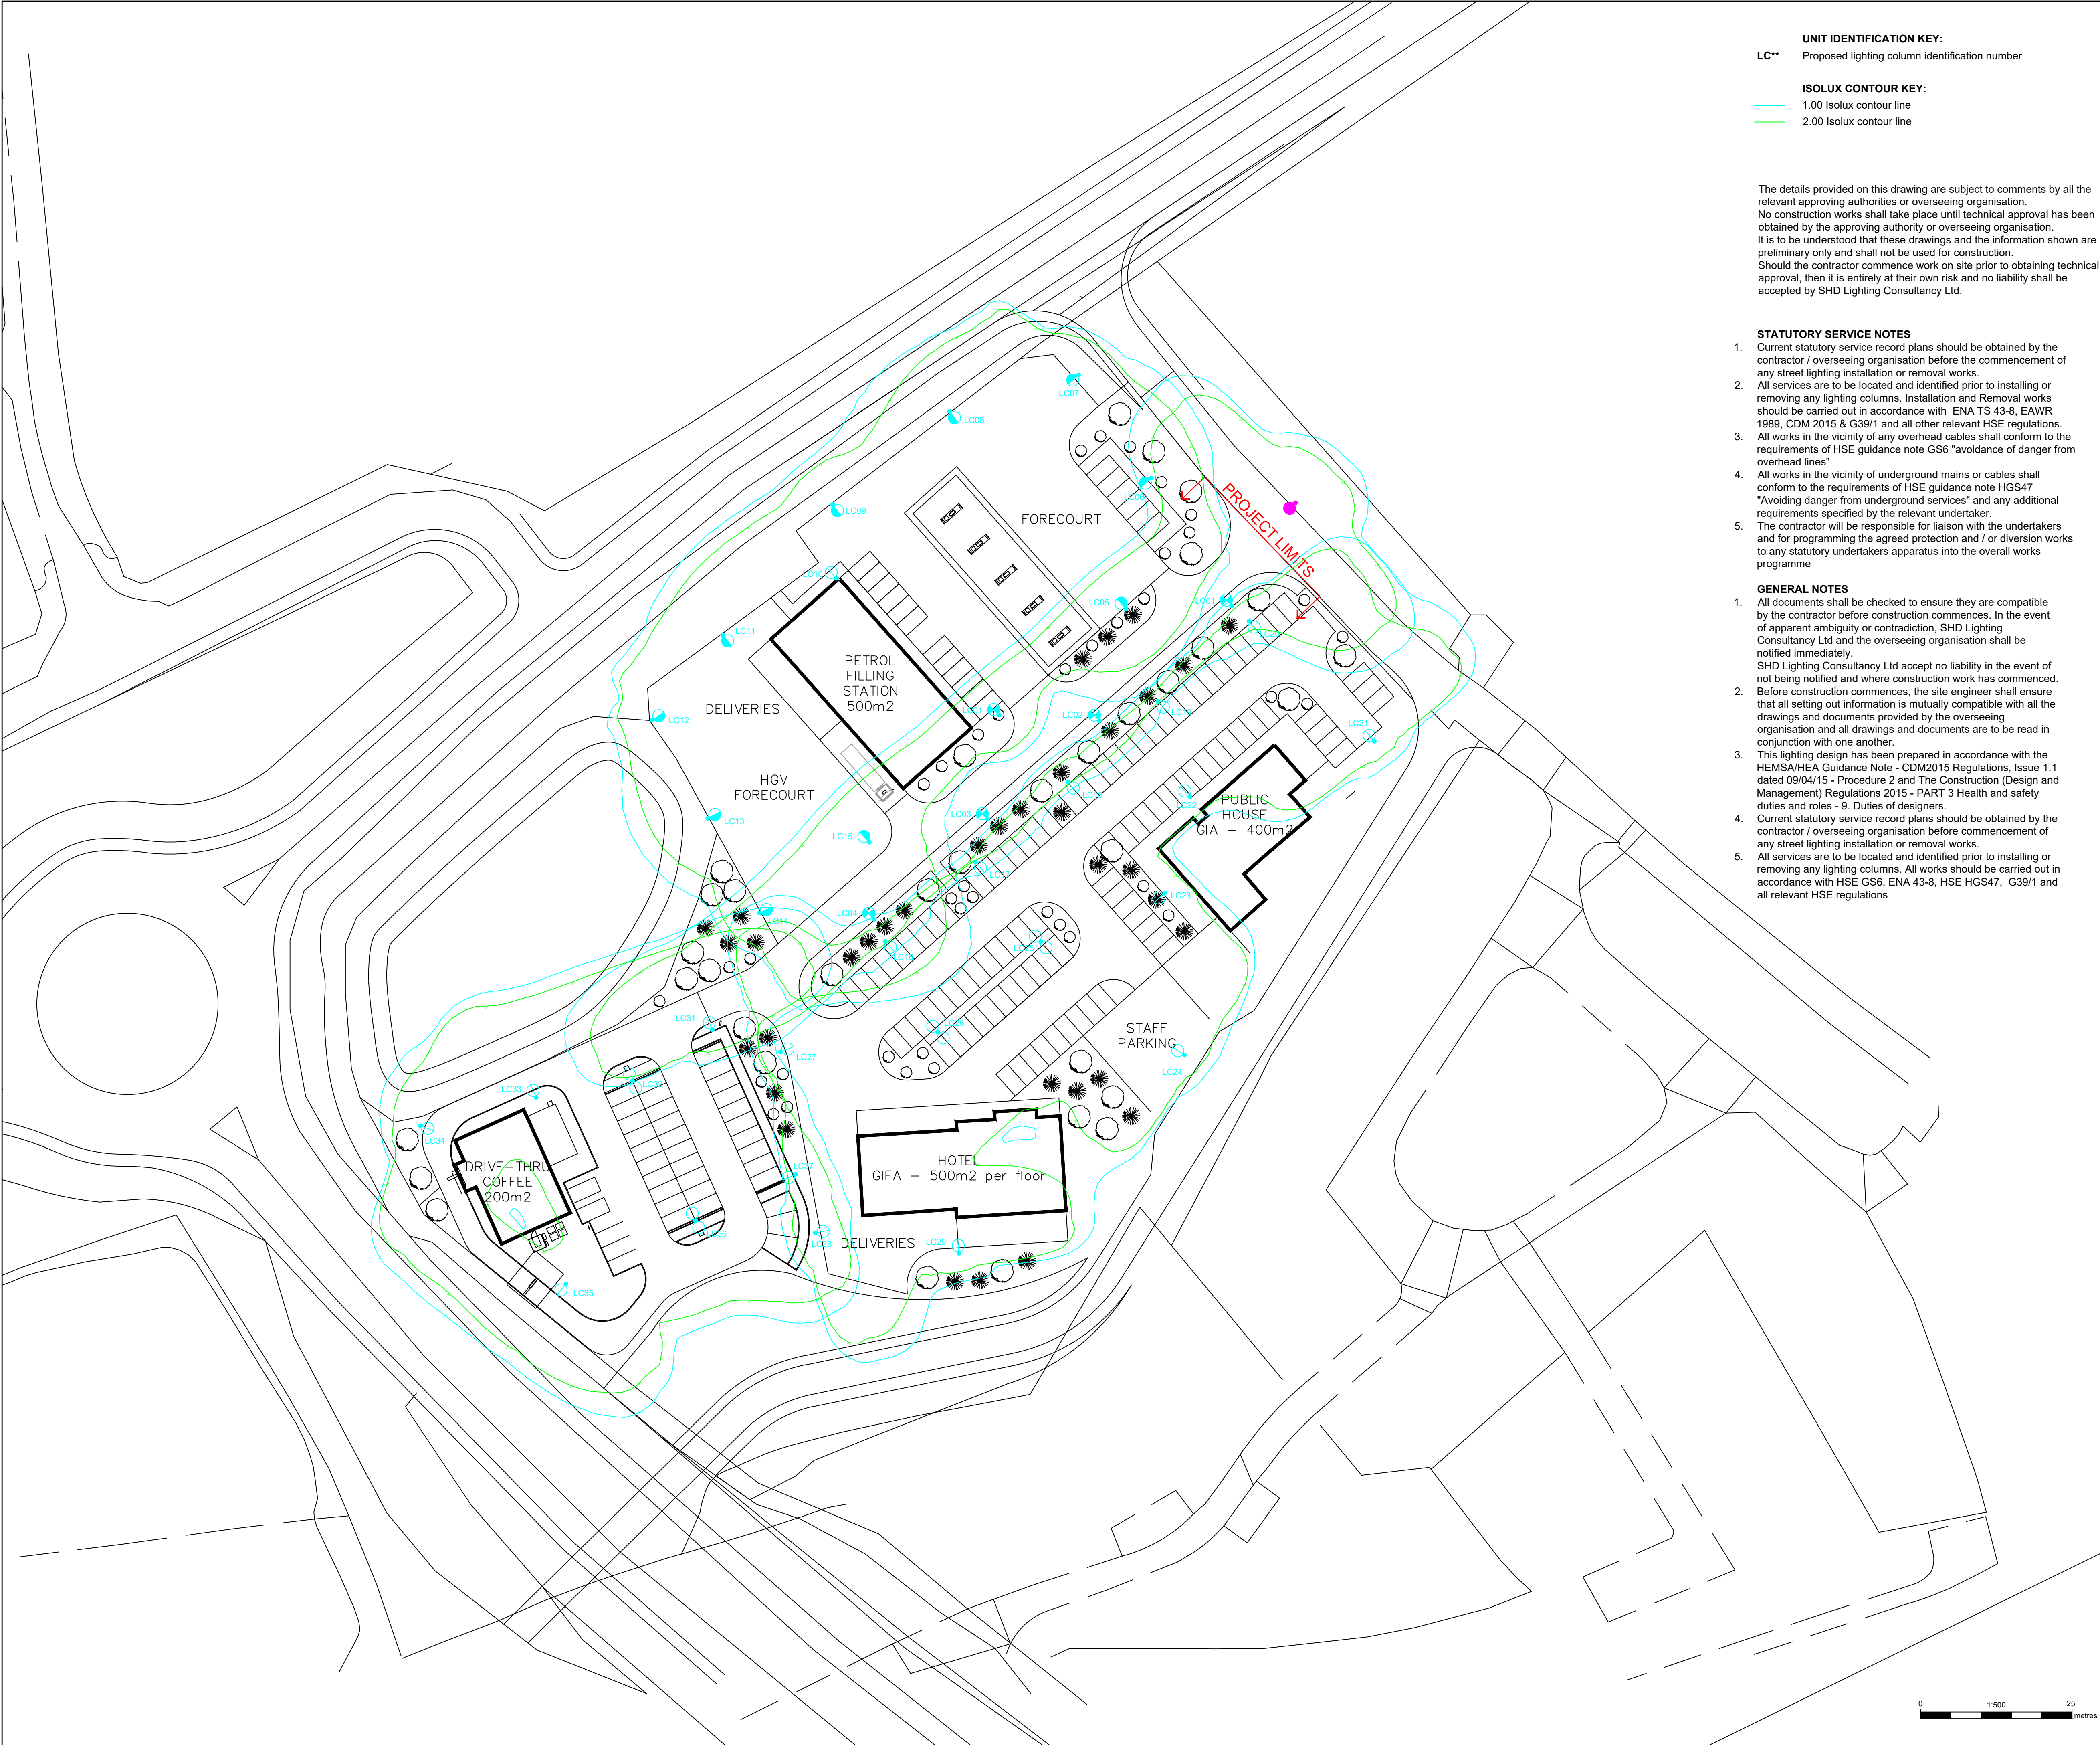 UNIT IDENTIFICATION KEY:
LC** Proposed lighting column identification number
ISOLUX CONTOUR KEY:
1.00 Isolux contour line
2.00 Isolux contour line
The details provided on this drawing are subject to comments by all the
relevant approving authorities or overseeing organisation.
No construction works shall take place until technical approval has been
obtained by the approving authority or overseeing organisation.
It is to be understood that these drawings and the information shown are
preliminary only and shall not be used for construction.
Should the contractor commence work on site prior to obtaining technical
approval, then it is entirely at their own risk and no liability shall be
accepted by SHD Lighting Consultancy Ltd.
STATUTORY SERVICE NOTES
1. Current statutory service record plans should be obtained by the
contractor / overseeing organisation before the commencement of
any street lighting installation or removal works.
2. All services are to be located and identified prior to installing or
removing any lighting columns. Installation and Removal works
should be carried out in accordance with ENA TS 43-8, EAWR
1989, CDM 2015 & G39/1 and all other relevant HSE regulations.
3. All works in the vicinity of any overhead cables shall conform to the
requirements of HSE guidance note GS6 "avoidance of danger from
overhead lines"
4. All works in the vicinity of underground mains or cables shall
conform to the requirements of HSE guidance note HGS47
"Avoiding danger from underground services" and any additional
requirements specified by the relevant undertaker.
5. The contractor will be responsible for liaison with the undertakers
and for programming the agreed protection and / or diversion works
to any statutory undertakers apparatus into the overall works
programme
GENERAL NOTES
1. All documents shall be checked to ensure they are compatible
by the contractor before construction commences. In the event
of apparent ambiguity or contradiction, SHD Lighting
Consultancy Ltd and the overseeing organisation shall be
notified immediately.
SHD Lighting Consultancy Ltd accept no liability in the event of
not being notified and where construction work has commenced.
2. Before construction commences, the site engineer shall ensure
that all setting out information is mutually compatible with all the
drawings and documents provided by the overseeing
organisation and all drawings and documents are to be read in
conjunction with one another.
3. This lighting design has been prepared in accordance with the
HEMSA/HEA Guidance Note - CDM2015 Regulations, Issue 1.1
dated 09/04/15 - Procedure 2 and The Construction (Design and
Management) Regulations 2015 - PART 3 Health and safety
duties and roles - 9. Duties of designers.
4. Current statutory service record plans should be obtained by the
contractor / overseeing organisation before commencement of
any street lighting installation or removal works.
5. All services are to be located and identified prior to installing or
removing any lighting columns. All works should be carried out in
accordance with HSE GS6, ENA 43-8, HSE HGS47, G39/1 and
all relevant HSE regulations
LC07
LC08
LC09
PROJECT LIMITS
FORECOURT
LC10
LC05
LC01
LC11
PETROL
FILLING
STATION
500m2
DELIVERIES
LC12
LC02
LC21
HGV
FORECOURT
LC22
PUBLIC
HOUSE
GIA - 400m2
LC13
LC15
LC03
LC17
LC23
LC04
LC14
LC31
LC27
STAFF
PARKING
LC24
LC33
LC32
LC34
DRIVE-THRU
COFFEE
200m2
LC37
HOTEL
GIFA - 500m2 per floor
LC36
LC28
DELIVERIES
LC29
LC35
0 1:500 25
metres